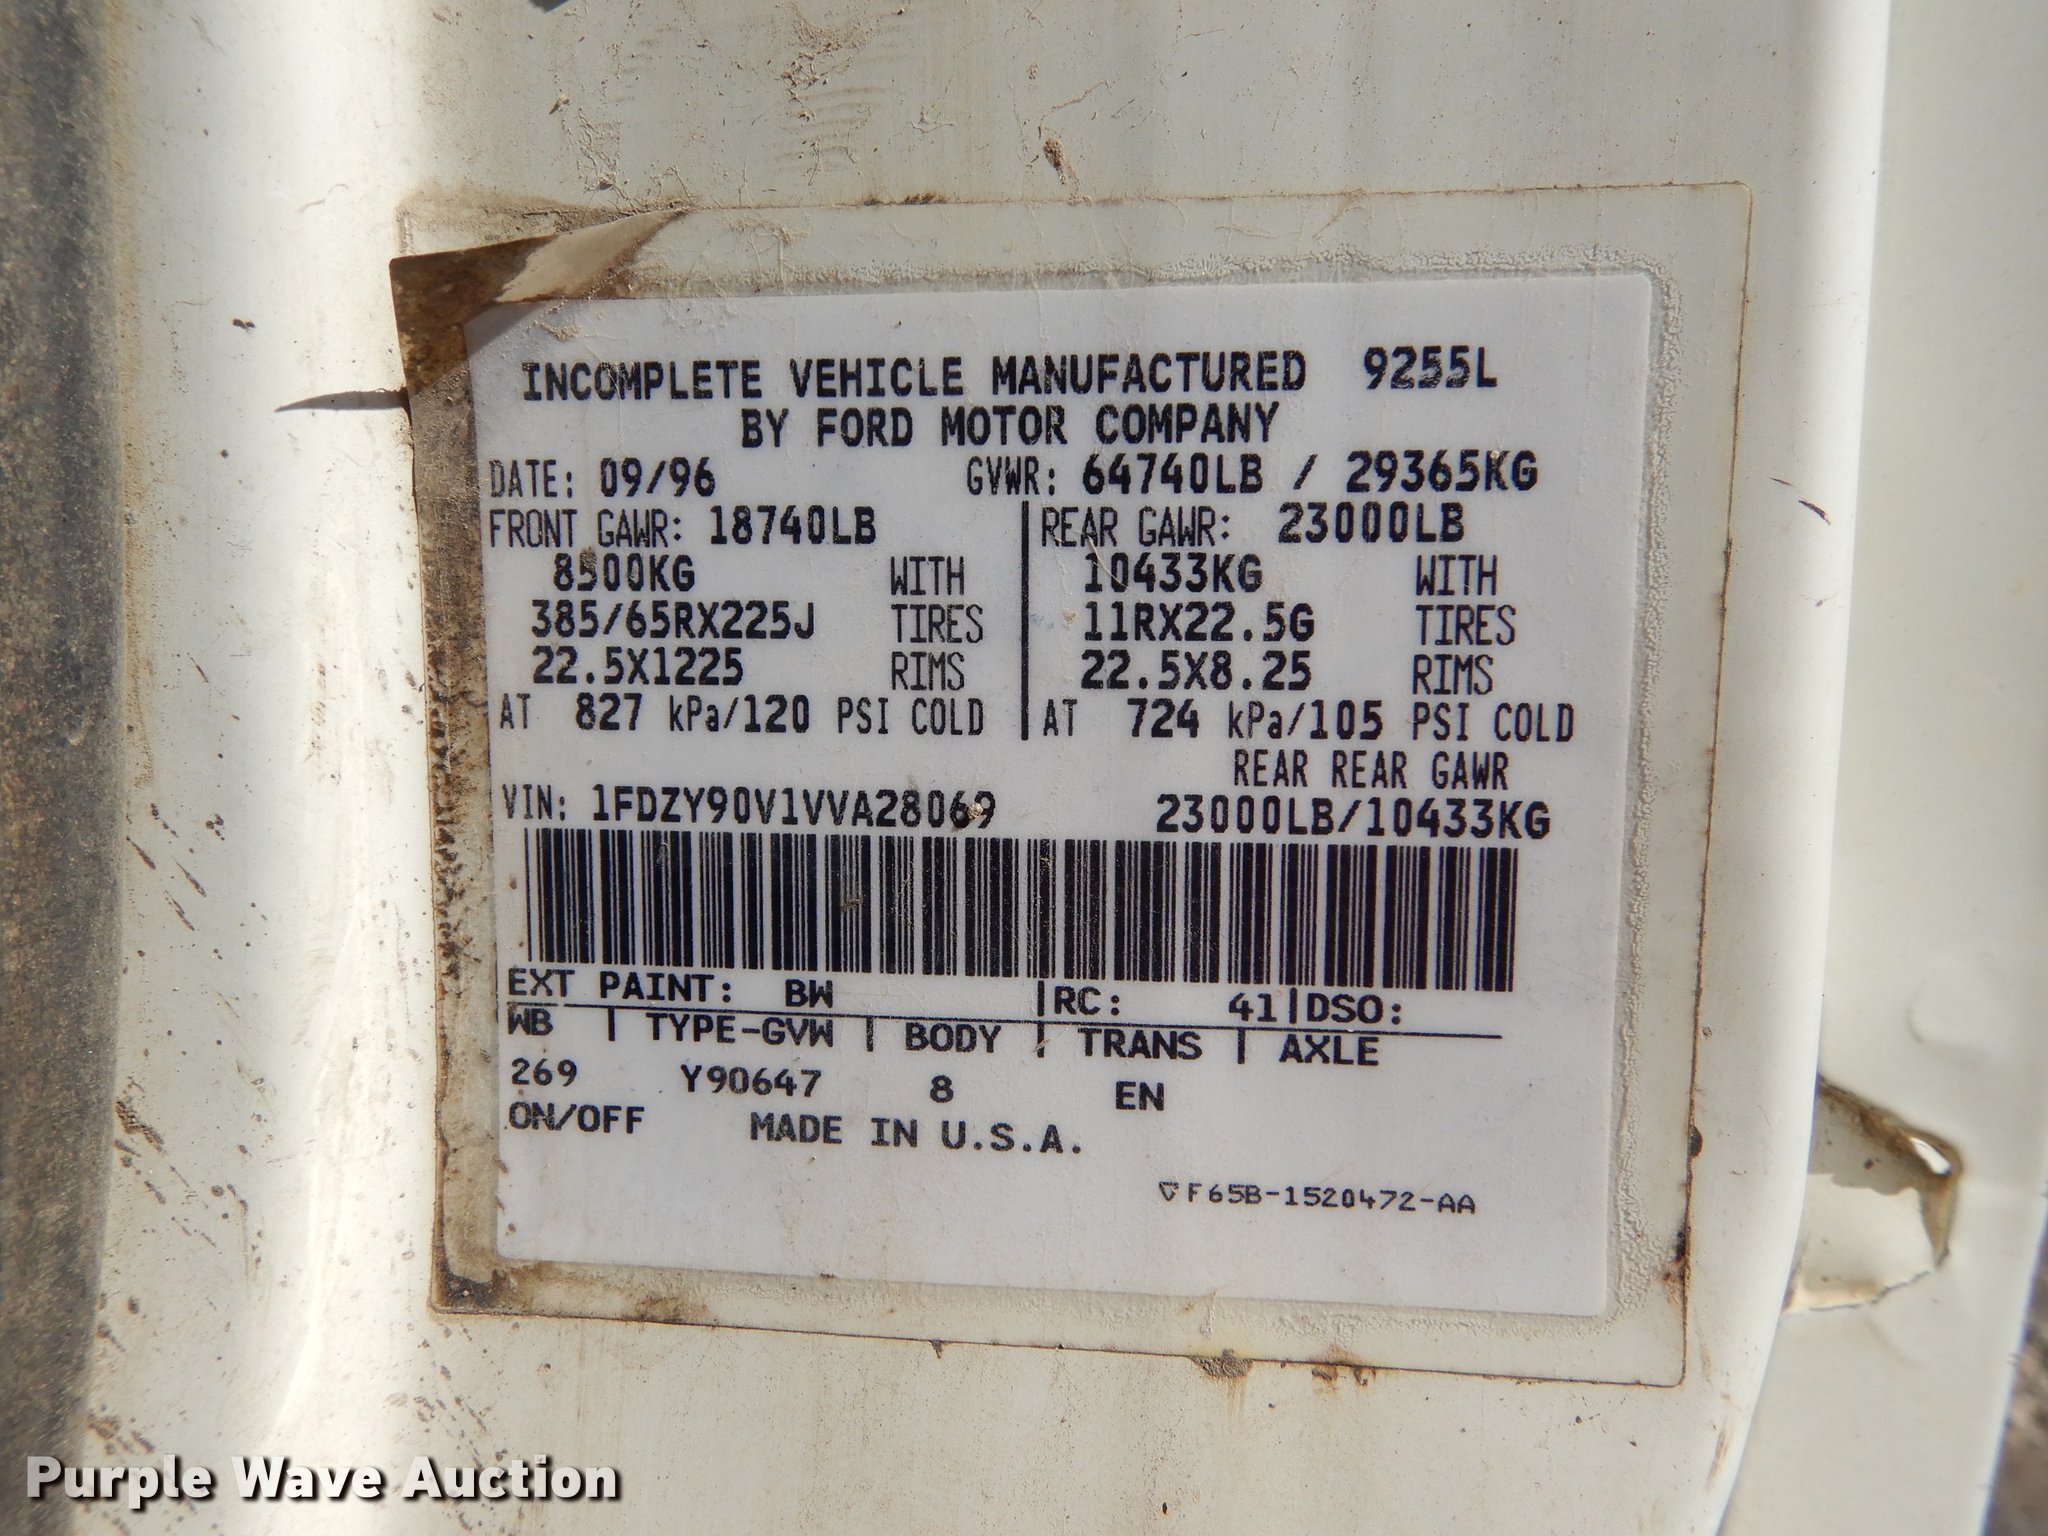 INCOMPLETE VEHICLE MANUFACTURED 9255L
BY FORD MOTOR COMPANY
DATE: 09/96 GVWR: 64740LB / 29365KG
FRONT GAWR: 18740LB REAR GAWR: 23000LB
8500KG WITH 10433KG WITH
385/65RX225J TIRES 11RX22.5G TIRES
22.5X1225 RIMS 22.5X8.25 RIMS
AT 827 kPa/120 PSI COLD AT 724 kPa/105 PSI COLD
REAR REAR GAWR
VIN: 1FDZY90V1VVA28069 23000LB/10433KG
EXT PAINT: BW |RC: 41|DSO:
WB | TYPE-GVW | BODY | TRANS | AXLE
269 Y90647 8 EN
ON/OFF MADE IN U.S.A.
▽F65B-1520472-AA
Purple Wave Auction